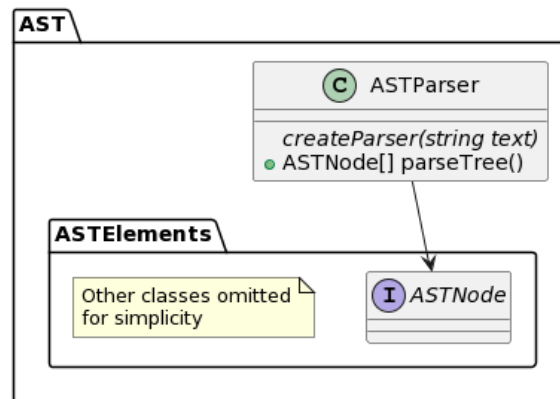 AST
C ASTParser
createParser(string text)
ASTNode[] parseTree()
ASTElements
Other classes omitted
for simplicity
I ASTNode